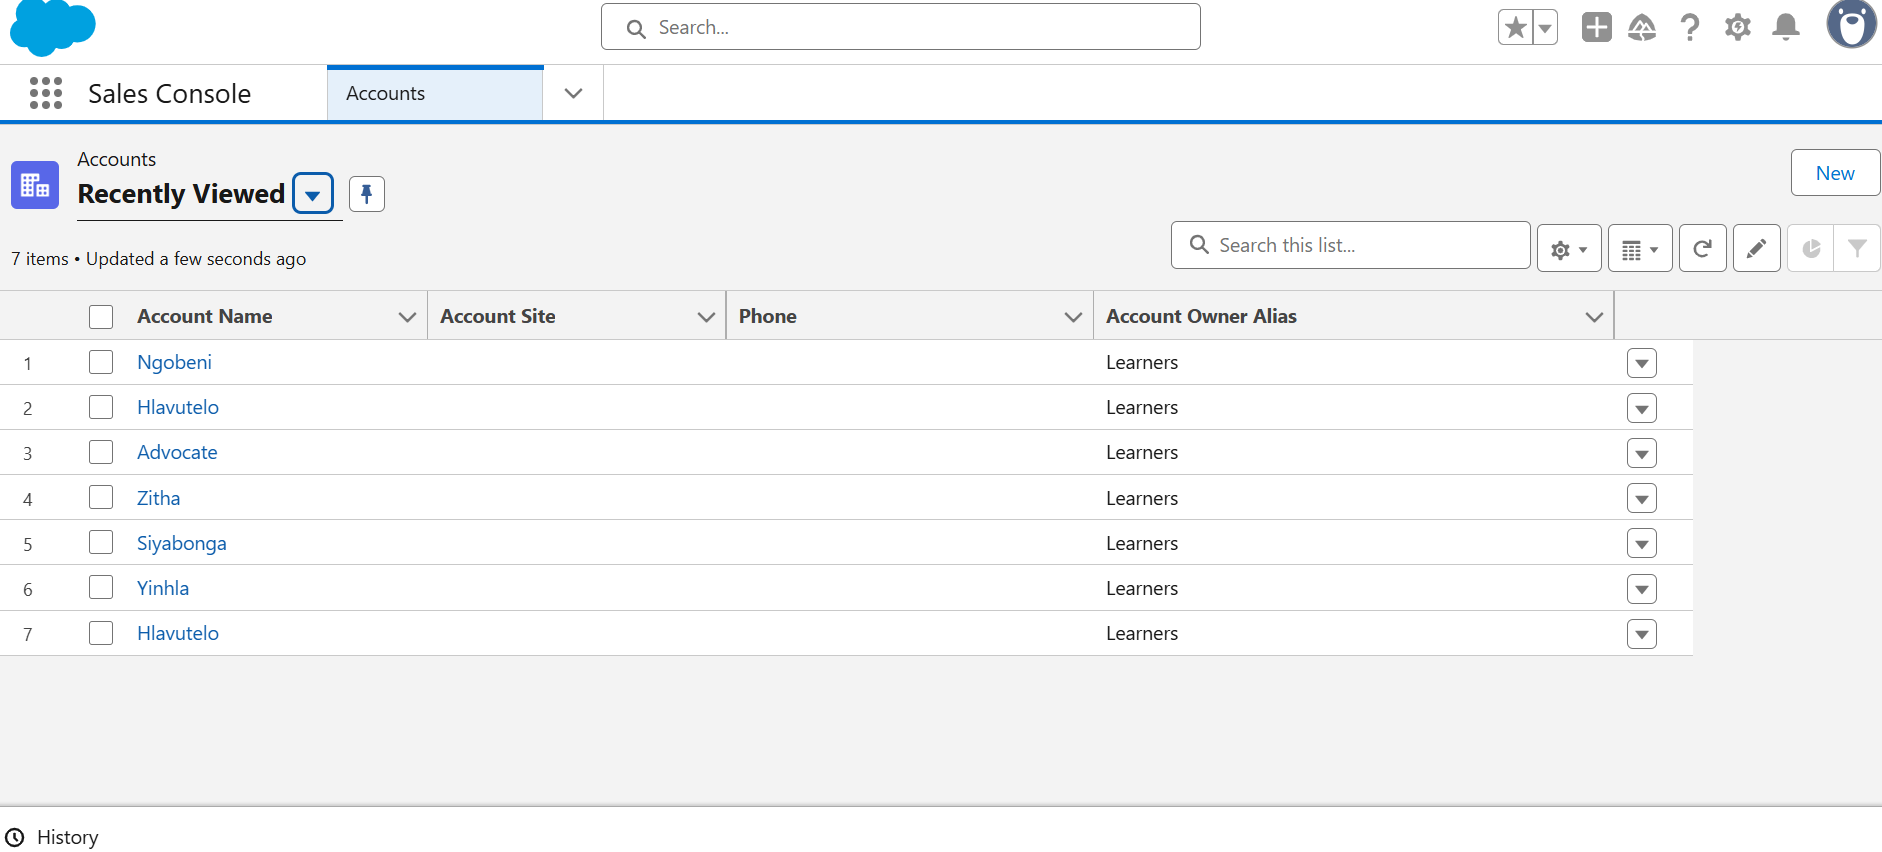 Search...
Sales Console
Accounts
Accounts
Recently Viewed
New
7 items • Updated a few seconds ago
Search this list...
Account Name Account Site Phone Account Owner Alias
1 Ngobeni Learners
2 Hlavutelo Learners
3 Advocate Learners
4 Zitha Learners
5 Siyabonga Learners
6 Yinhla Learners
7 Hlavutelo Learners
History